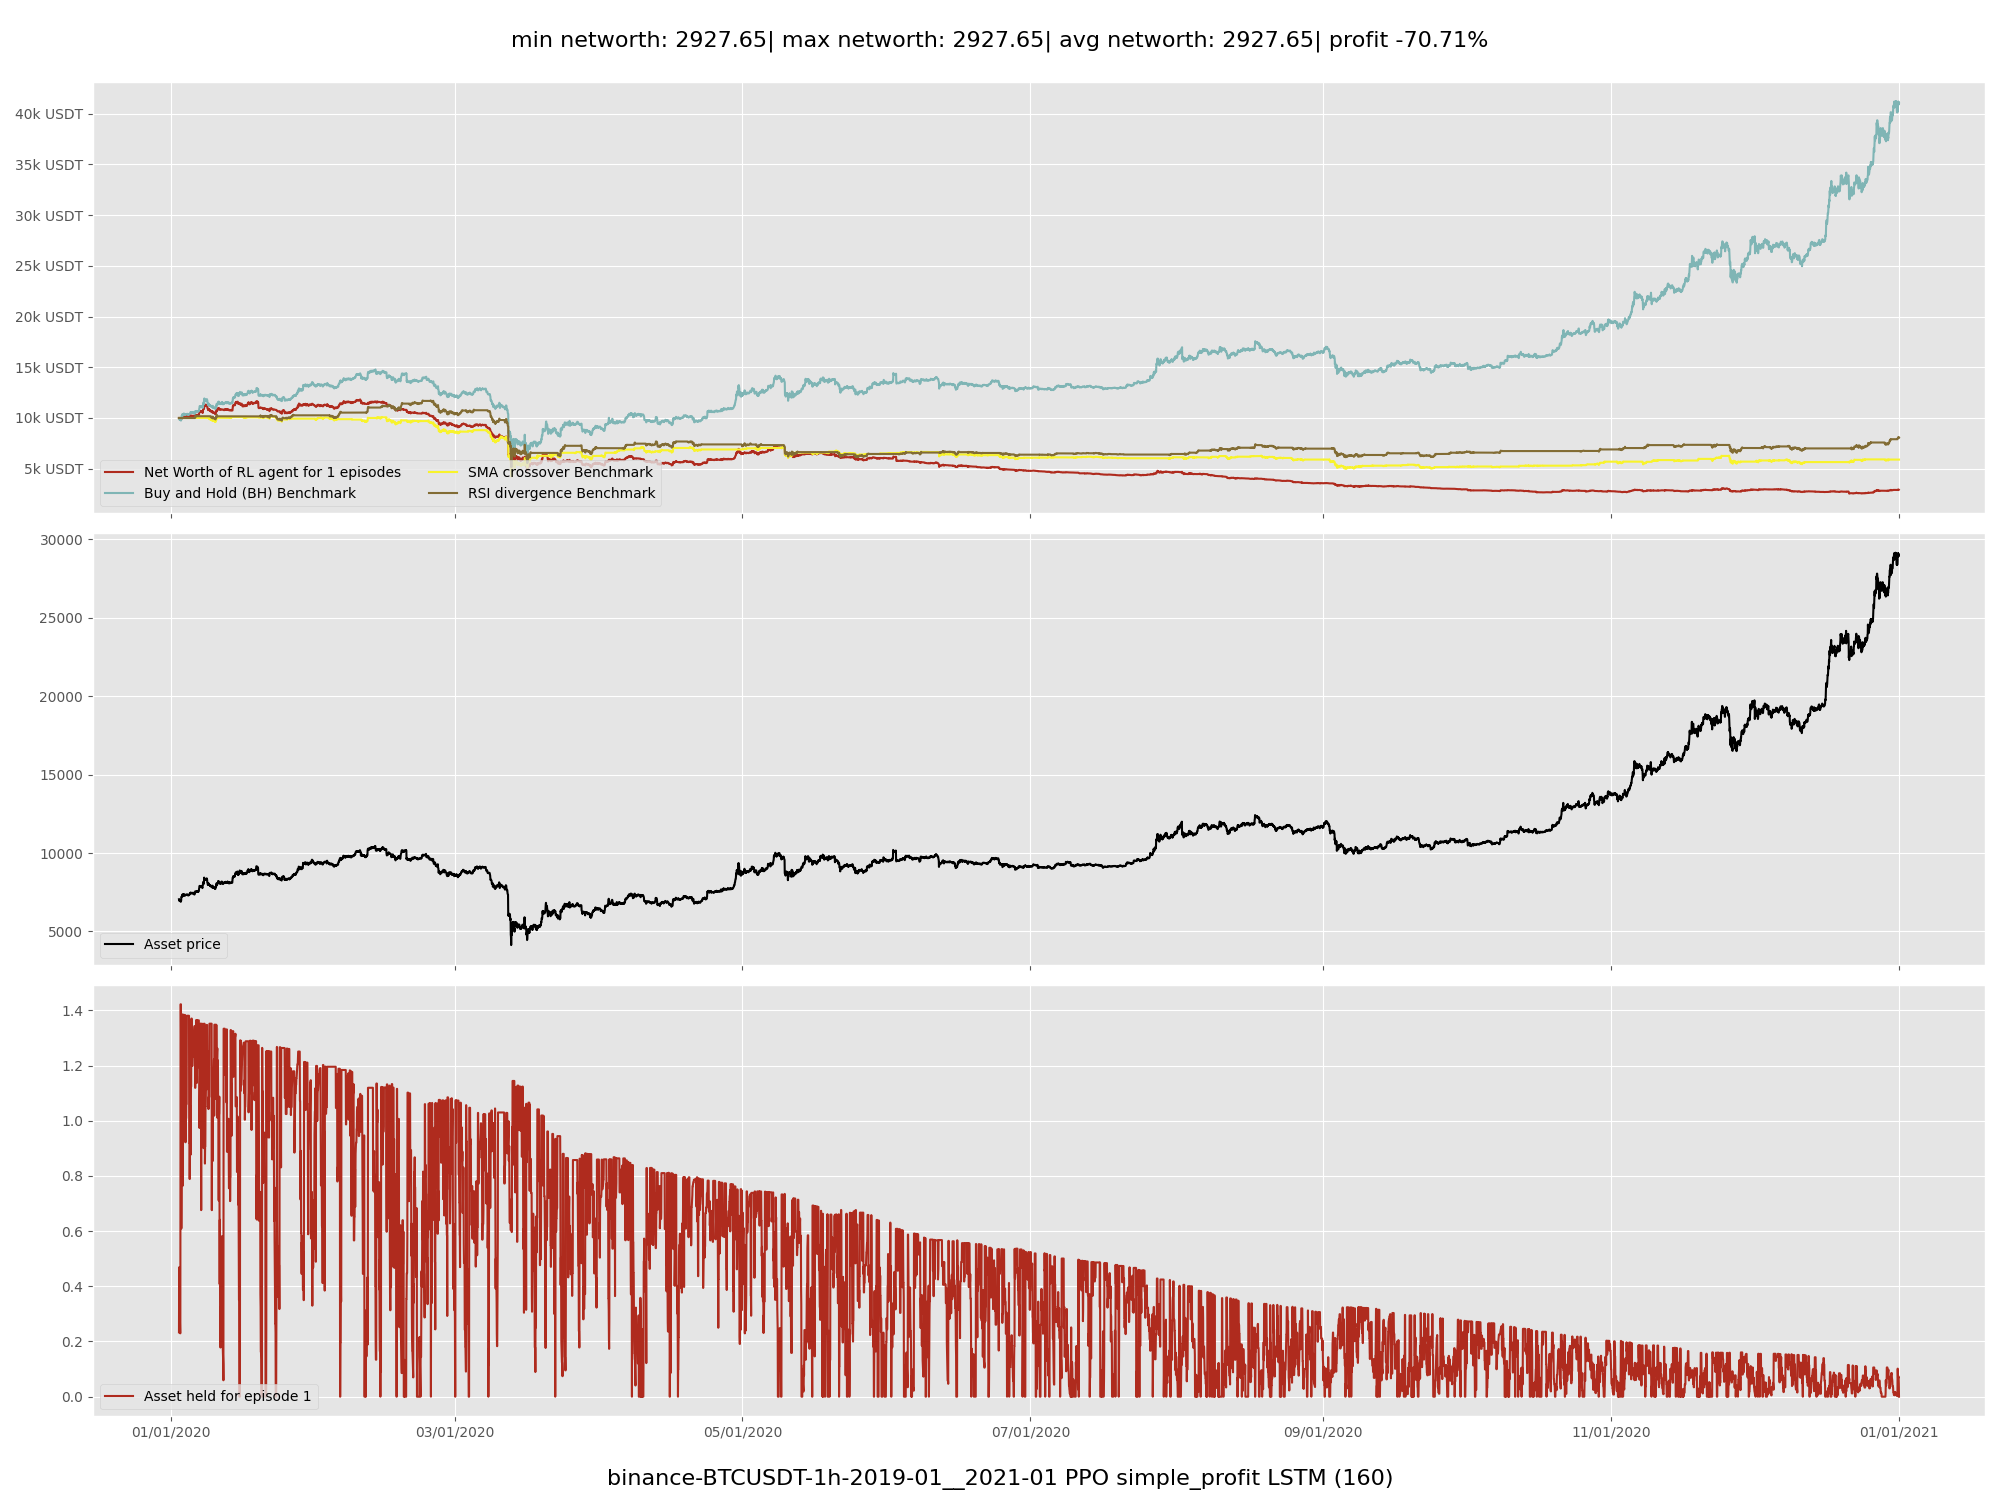 min networth: 2927.65| max networth: 2927.65| avg networth: 2927.65| profit -70.71%
40k USDT
35k USDT
30k USDT
25k USDT
20k USDT
15k USDT
10k USDT
5k USDT
Net Worth of RL agent for 1 episodes
Buy and Hold (BH) Benchmark
SMA crossover Benchmark
RSI divergence Benchmark
30000
25000
20000
15000
10000
5000
Asset price
1.4
1.2
1.0
0.8
0.6
0.4
0.2
0.0
Asset held for episode 1
01/01/2020 03/01/2020 05/01/2020 07/01/2020 09/01/2020 11/01/2020 01/01/2021
binance-BTCUSDT-1h-2019-01__2021-01 PPO simple_profit LSTM (160)